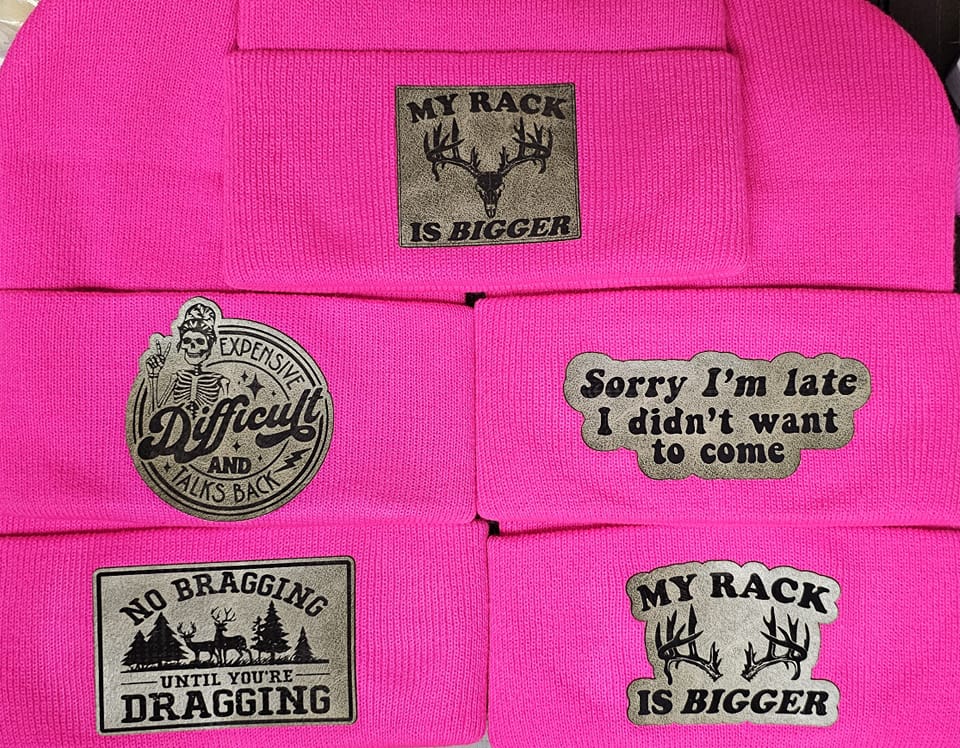 MY RACK
IS BIGGER
EXPENSIVE
Difficult
AND
TALKS BACK
Sorry I'm late
I didn't want
to come
NO BRAGGING
UNTIL YOU'RE
DRAGGING
MY RACK
IS BIGGER